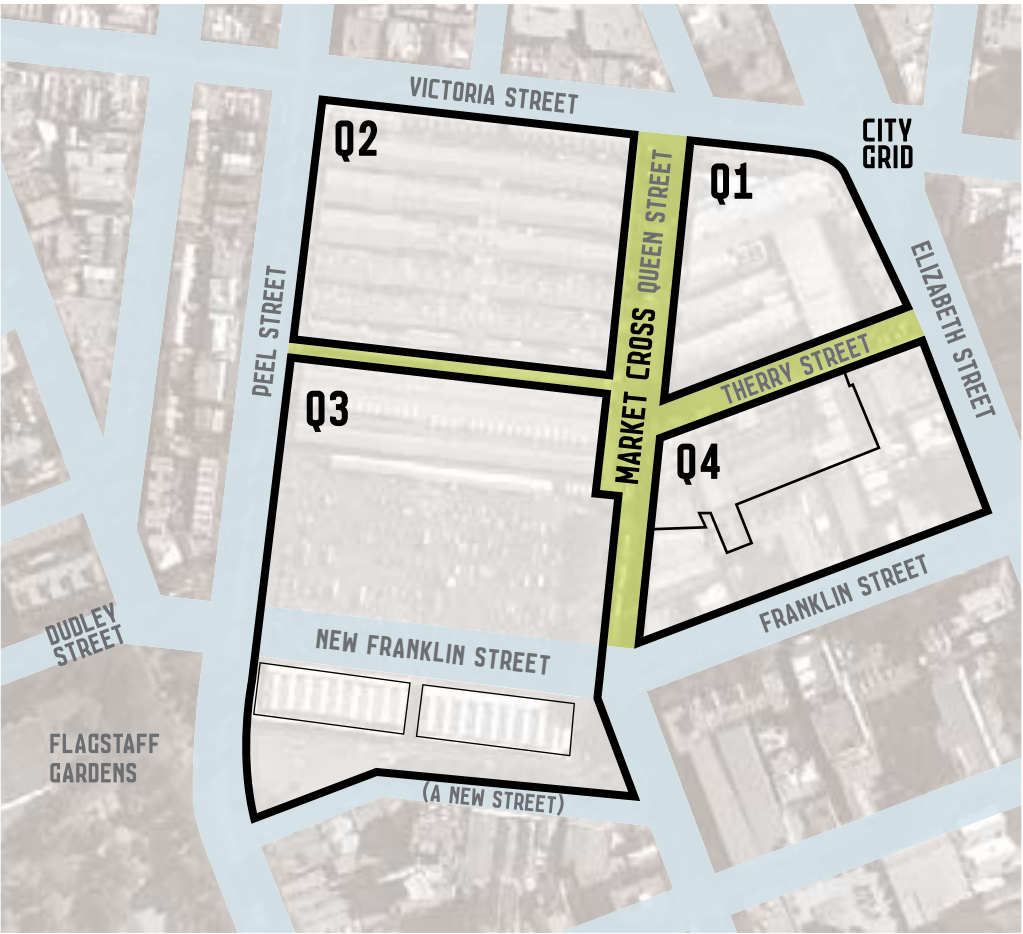 VICTORIA STREET
CITY
GRID
Q2
QUEEN STREET
Q1
PEEL STREET
ELIZABETH STREET
MARKET CROSS
THERRY STREET
Q3
Q4
FRANKLIN STREET
DUDLEY
STREET
NEW FRANKLIN STREET
FLAGSTAFF
GARDENS
(A NEW STREET)